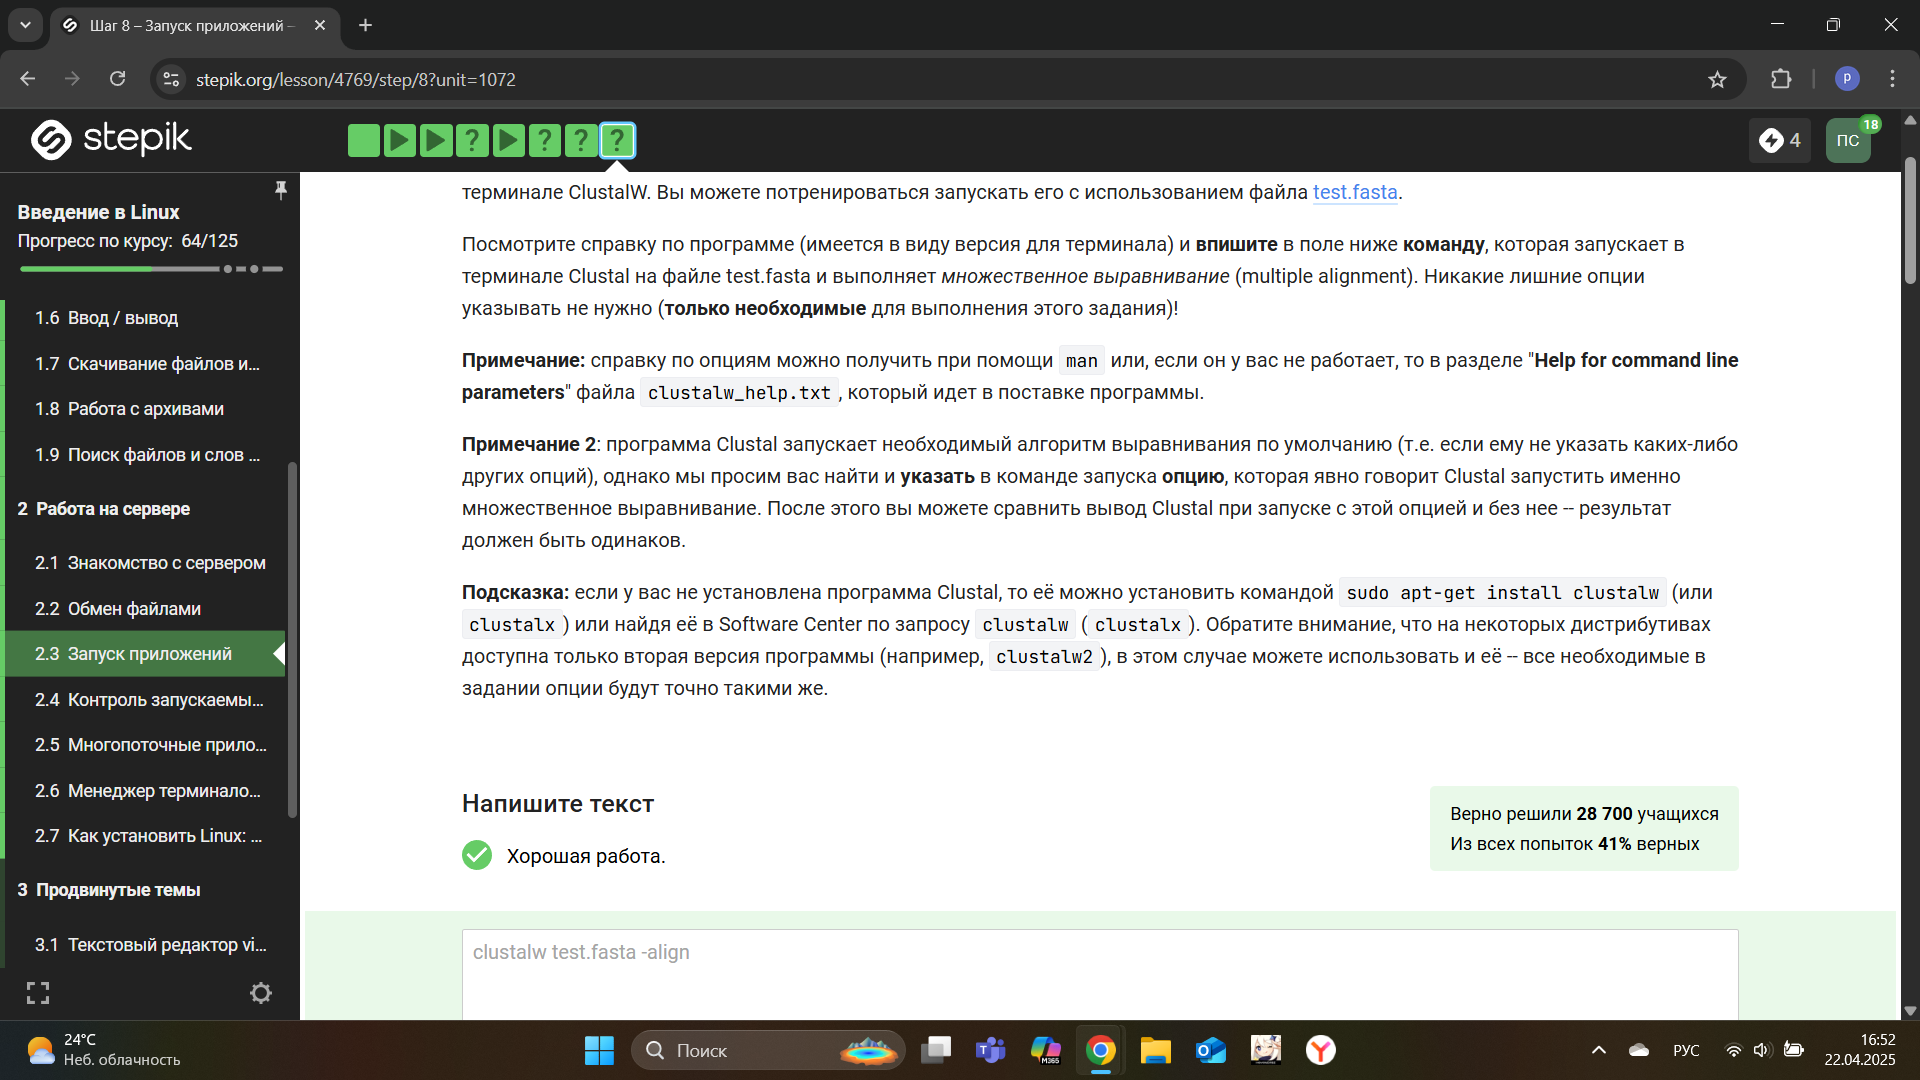 Шаг 8 – Запуск приложений –
stepik.org/lesson/4769/step/8?unit=1072
p
stepik
? ? ? ?
4
ПС
18
Введение в Linux
Прогресс по курсу: 64/125
1.6 Ввод / вывод
1.7 Скачивание файлов и...
1.8 Работа с архивами
1.9 Поиск файлов и слов ...
2 Работа на сервере
2.1 Знакомство с сервером
2.2 Обмен файлами
2.3 Запуск приложений
2.4 Контроль запускаемы...
2.5 Многопоточные прило...
2.6 Менеджер терминало...
2.7 Как установить Linux: ...
3 Продвинутые темы
3.1 Текстовый редактор vi...
терминале ClustalW. Вы можете потренироваться запускать его с использованием файла test.fasta.
Посмотрите справку по программе (имеется в виду версия для терминала) и впишите в поле ниже команду, которая запускает в
терминале Clustal на файле test.fasta и выполняет множественное выравнивание (multiple alignment). Никакие лишние опции
указывать не нужно (только необходимые для выполнения этого задания)!
Примечание: справку по опциям можно получить при помощи man или, если он у вас не работает, то в разделе "Help for command line
parameters" файла clustalw_help.txt, который идет в поставке программы.
Примечание 2: программа Clustal запускает необходимый алгоритм выравнивания по умолчанию (т.е. если ему не указать каких-либо
других опций), однако мы просим вас найти и указать в команде запуска опцию, которая явно говорит Clustal запустить именно
множественное выравнивание. После этого вы можете сравнить вывод Clustal при запуске с этой опцией и без нее -- результат
должен быть одинаков.
Подсказка: если у вас не установлена программа Clustal, то её можно установить командой sudo apt-get install clustalw (или
clustalx) или найдя её в Software Center по запросу clustalw (clustalx). Обратите внимание, что на некоторых дистрибутивах
доступна только вторая версия программы (например, clustalw2), в этом случае можете использовать и её -- все необходимые в
задании опции будут точно такими же.
Напишите текст
Хорошая работа.
Верно решили 28 700 учащихся
Из всех попыток 41% верных
clustalw test.fasta -align
24°C
Неб. облачность
Поиск
M365
РУС
16:52
22.04.2025